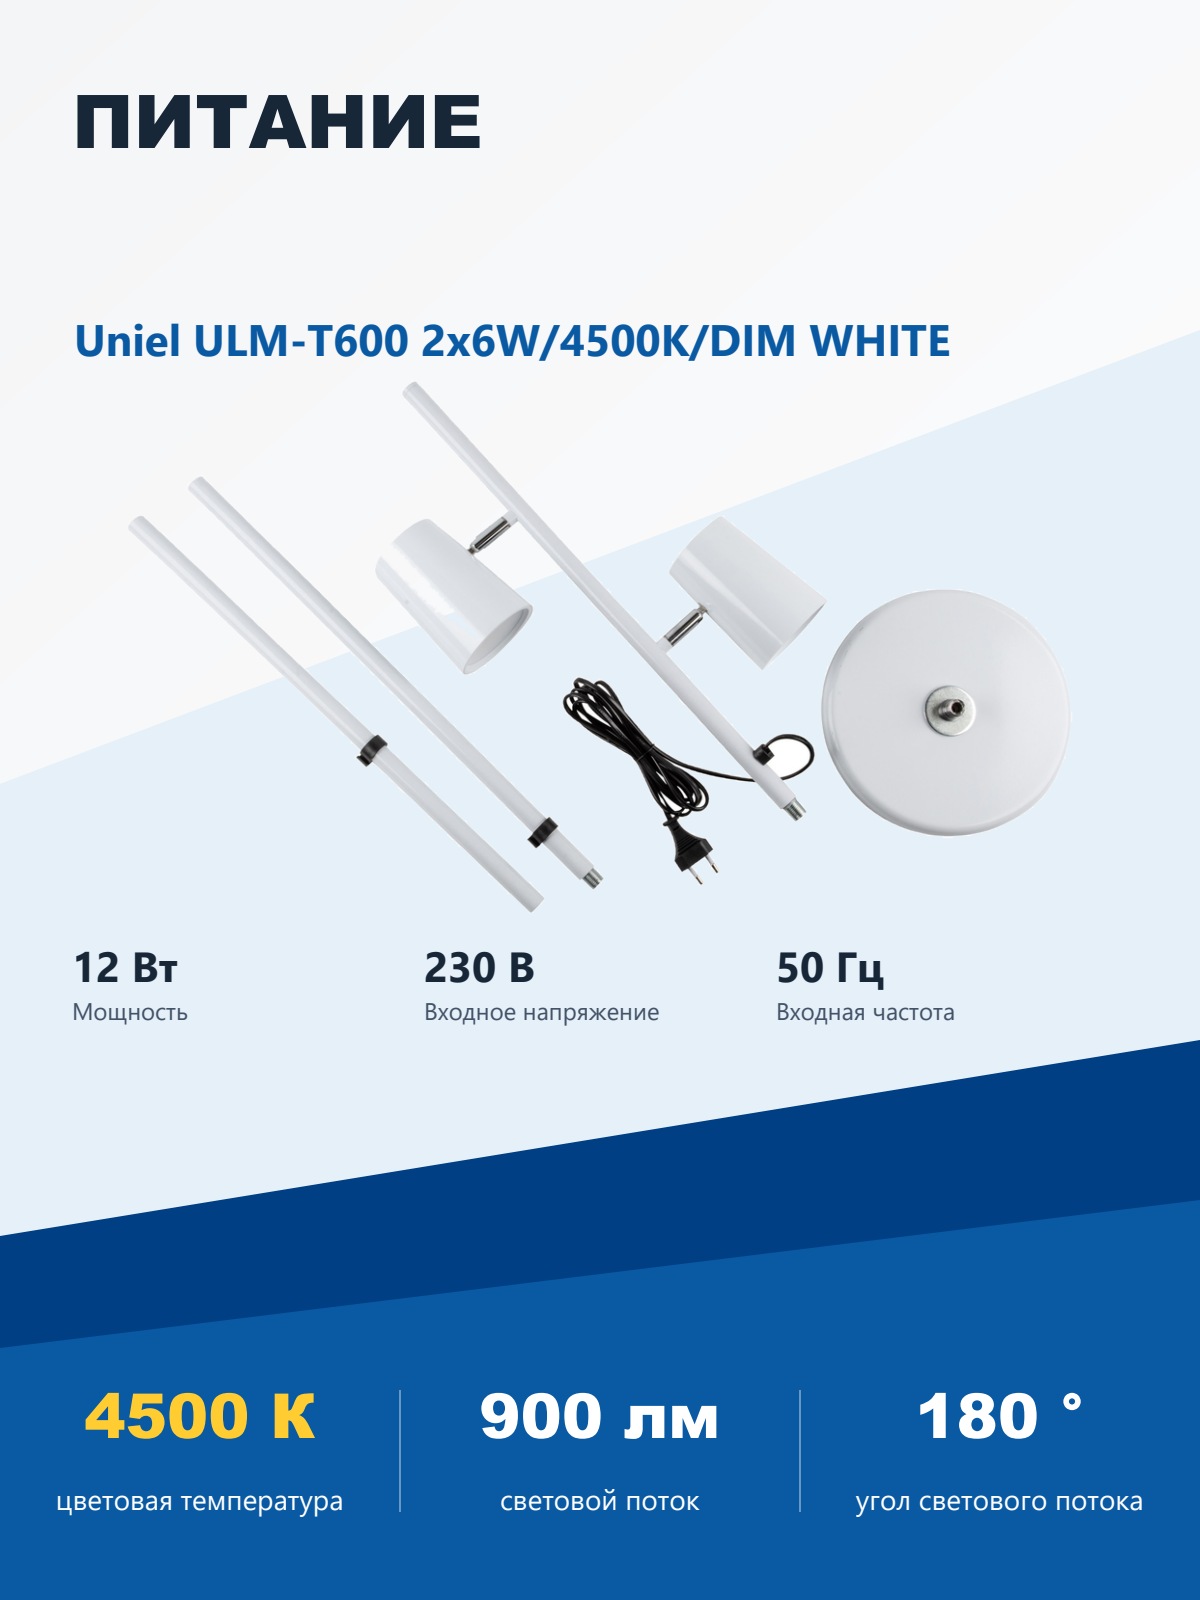 ПИТАНИЕ
Uniel ULM-T600 2x6W/4500K/DIM WHITE
12 Вт
Мощность
230 В
Входное напряжение
50 Гц
Входная частота
4500 К
цветовая температура
900 лм
световой поток
180 °
угол светового потока